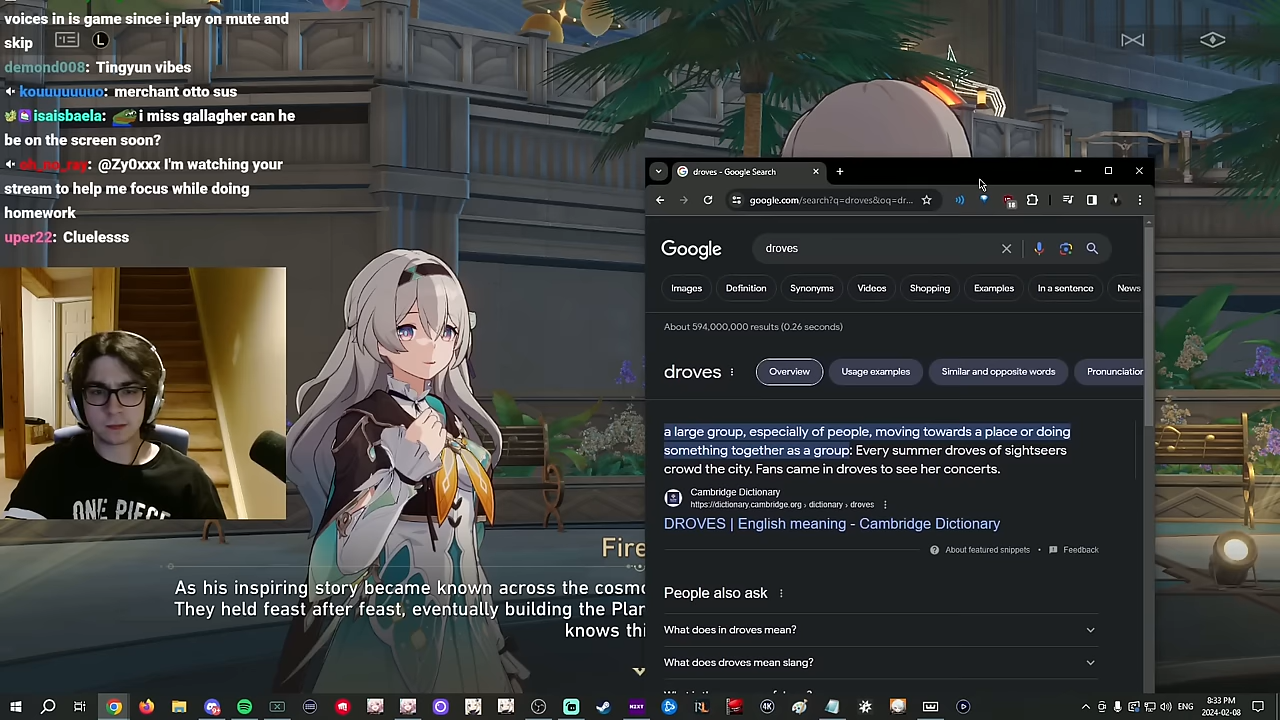 voices in is game since i play on mute and
skip
demond008: Tingyun vibes
kouuuuuuuo: merchant otto sus
isaisbaela: i miss gallagher can he
be on the screen soon?
oh_no_ray: @Zy0xxx I'm watching your
stream to help me focus while doing
homework
uper22: Cluelesss
ONE PIECE
Fire
As his inspiring story became known across the cosmo
They held feast after feast, eventually building the Plan
knows thi
droves - Google Search
google.com/search?q=droves&oq=dr...
18
Google
droves
Images Definition Synonyms Videos Shopping Examples In a sentence News
About 594,000,000 results (0.26 seconds)
droves Overview Usage examples Similar and opposite words Pronunciation
a large group, especially of people, moving towards a place or doing
something together as a group: Every summer droves of sightseers
crowd the city. Fans came in droves to see her concerts.
Cambridge Dictionary
https://dictionary.cambridge.org › dictionary › droves
DROVES | English meaning - Cambridge Dictionary
About featured snippets • Feedback
People also ask
What does in droves mean?
What does droves mean slang?
ENG
8:33 PM
2024-02-08